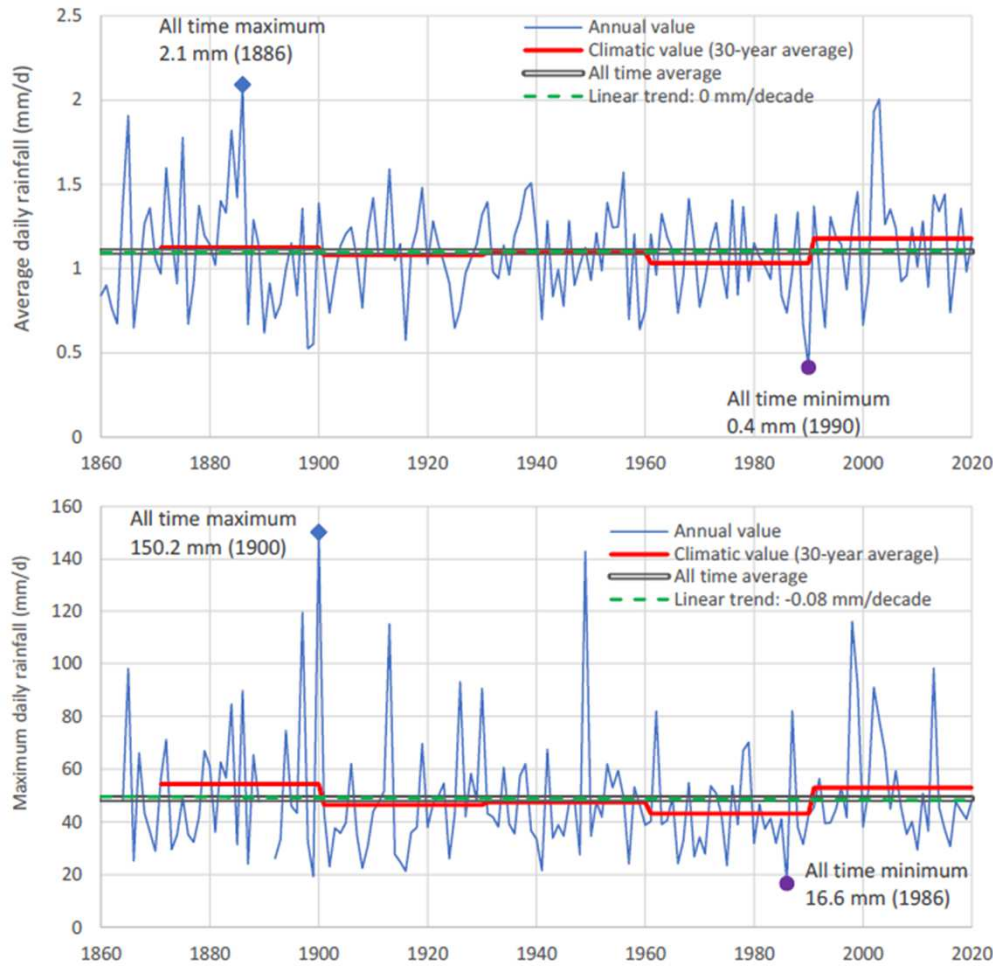 All time maximum
2.1 mm (1886)
Annual value
Climatic value (30-year average)
All time average
Linear trend: 0 mm/decade
Average daily rainfall (mm/d)
2.5
2
1.5
1
0.5
0
All time minimum
0.4 mm (1990)
1860 1880 1900 1920 1940 1960 1980 2000 2020
All time maximum
150.2 mm (1900)
Annual value
Climatic value (30-year average)
All time average
Linear trend: -0.08 mm/decade
Maximum daily rainfall (mm/d)
160
140
120
100
80
60
40
20
0
All time minimum
16.6 mm (1986)
1860 1880 1900 1920 1940 1960 1980 2000 2020